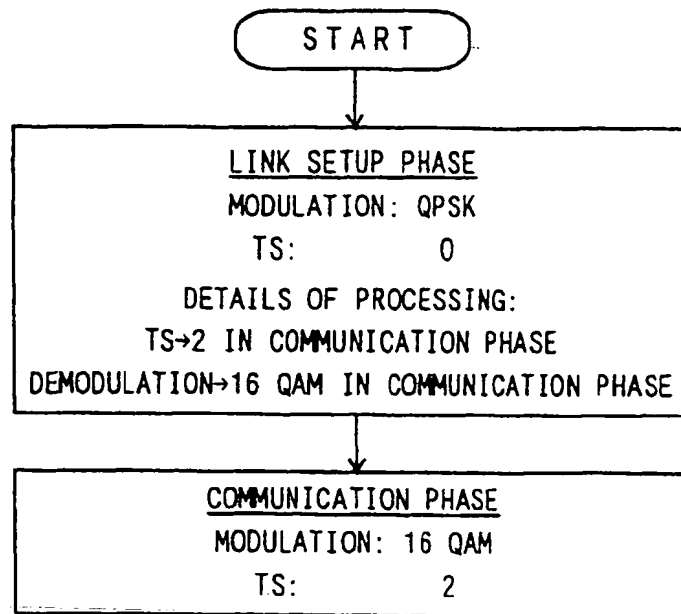 START
LINK SETUP PHASE
MODULATION: QPSK
TS: 0
DETAILS OF PROCESSING:
TS→2 IN COMMUNICATION PHASE
DEMODULATION→16 QAM IN COMMUNICATION PHASE
COMMUNICATION PHASE
MODULATION: 16 QAM
TS: 2